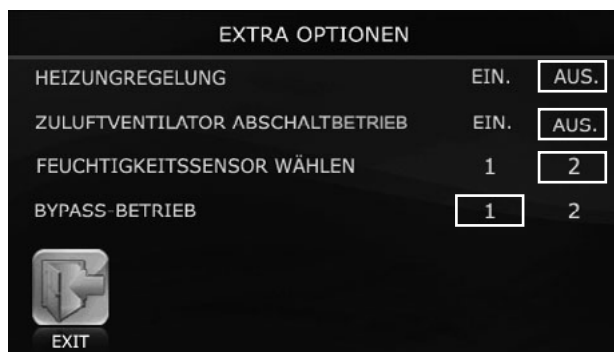 EXTRA OPTIONEN
HEIZUNGREGELUNG EIN. AUS.
ZULUFTVENTILATOR ABSCHALTBETRIEB EIN. AUS.
FEUCHTIGKEITSSENSOR WÄHLEN 1 2
BYPASS-BETRIEB 1 2
EXIT